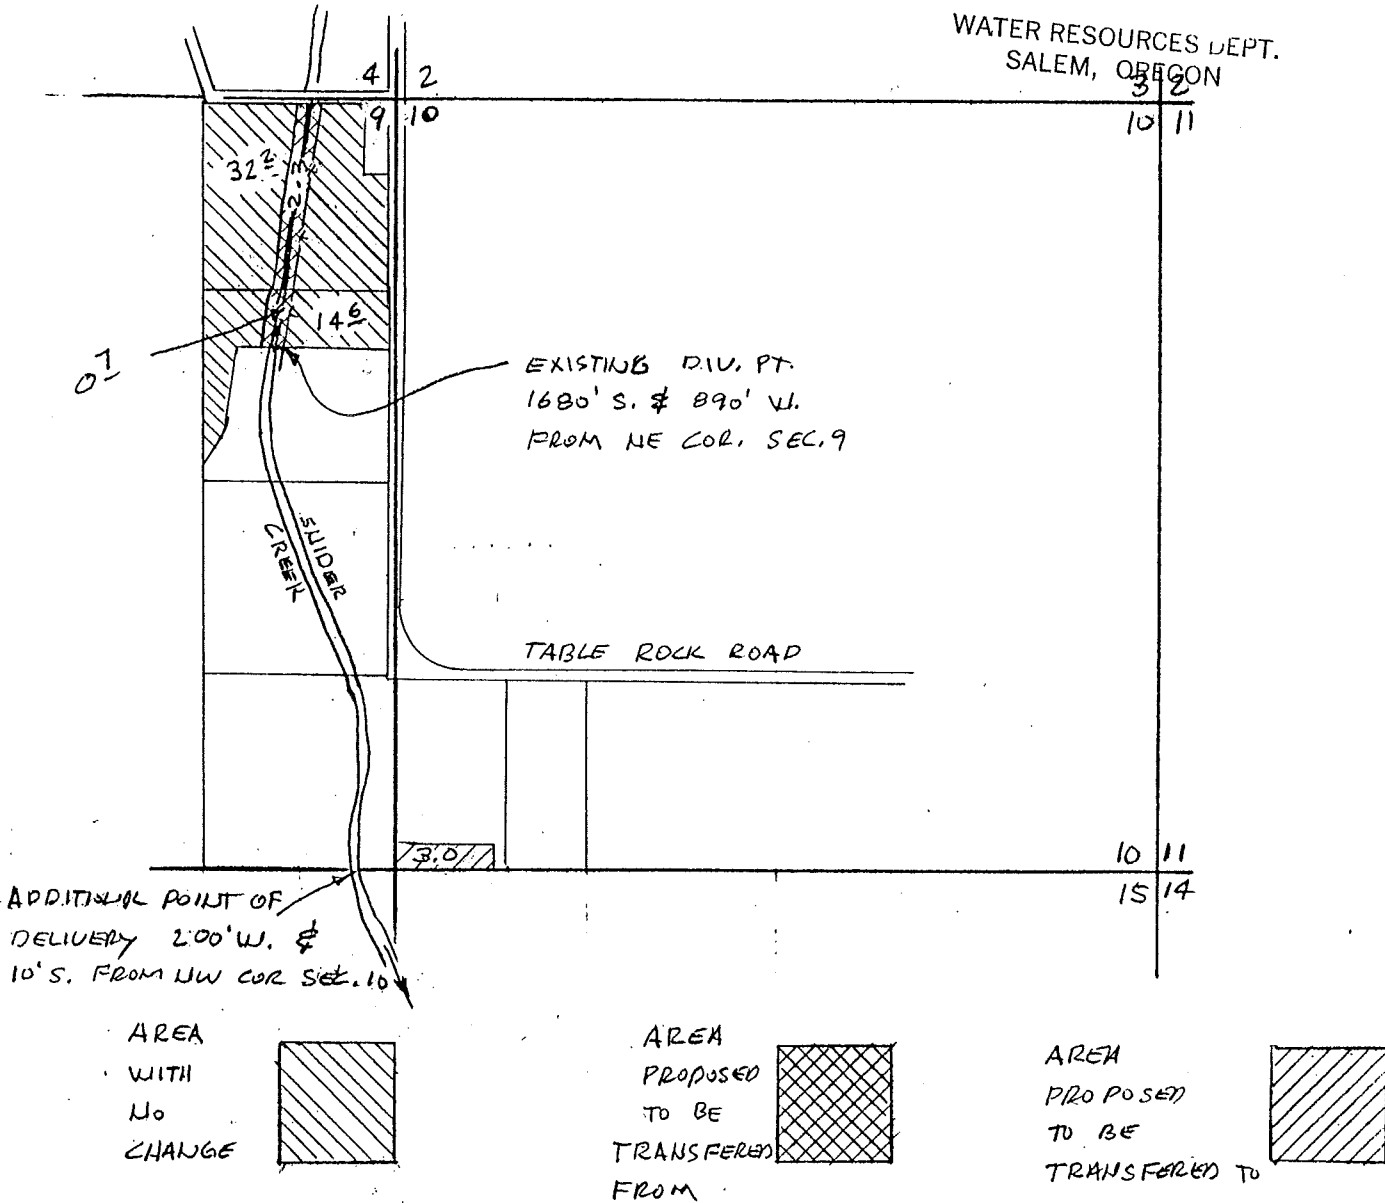 WATER RESOURCES DEPT.
SALEM, OREGON
4 2
9 10
3 2
10 11
32 2
2.3
14 6
0 7
EXISTING DIV. PT.
1680' S. & 890' W.
FROM NE COR. SEC. 9
SNIDER
CREEK
TABLE ROCK ROAD
3.0
10 11
15 14
ADDITIONAL POINT OF
DELIVERY 200' W. &
10' S. FROM NW COR SEC. 10
AREA
WITH
NO
CHANGE
AREA
PROPOSED
TO BE
TRANSFERED
FROM
AREA
PROPOSED
TO BE
TRANSFERED TO